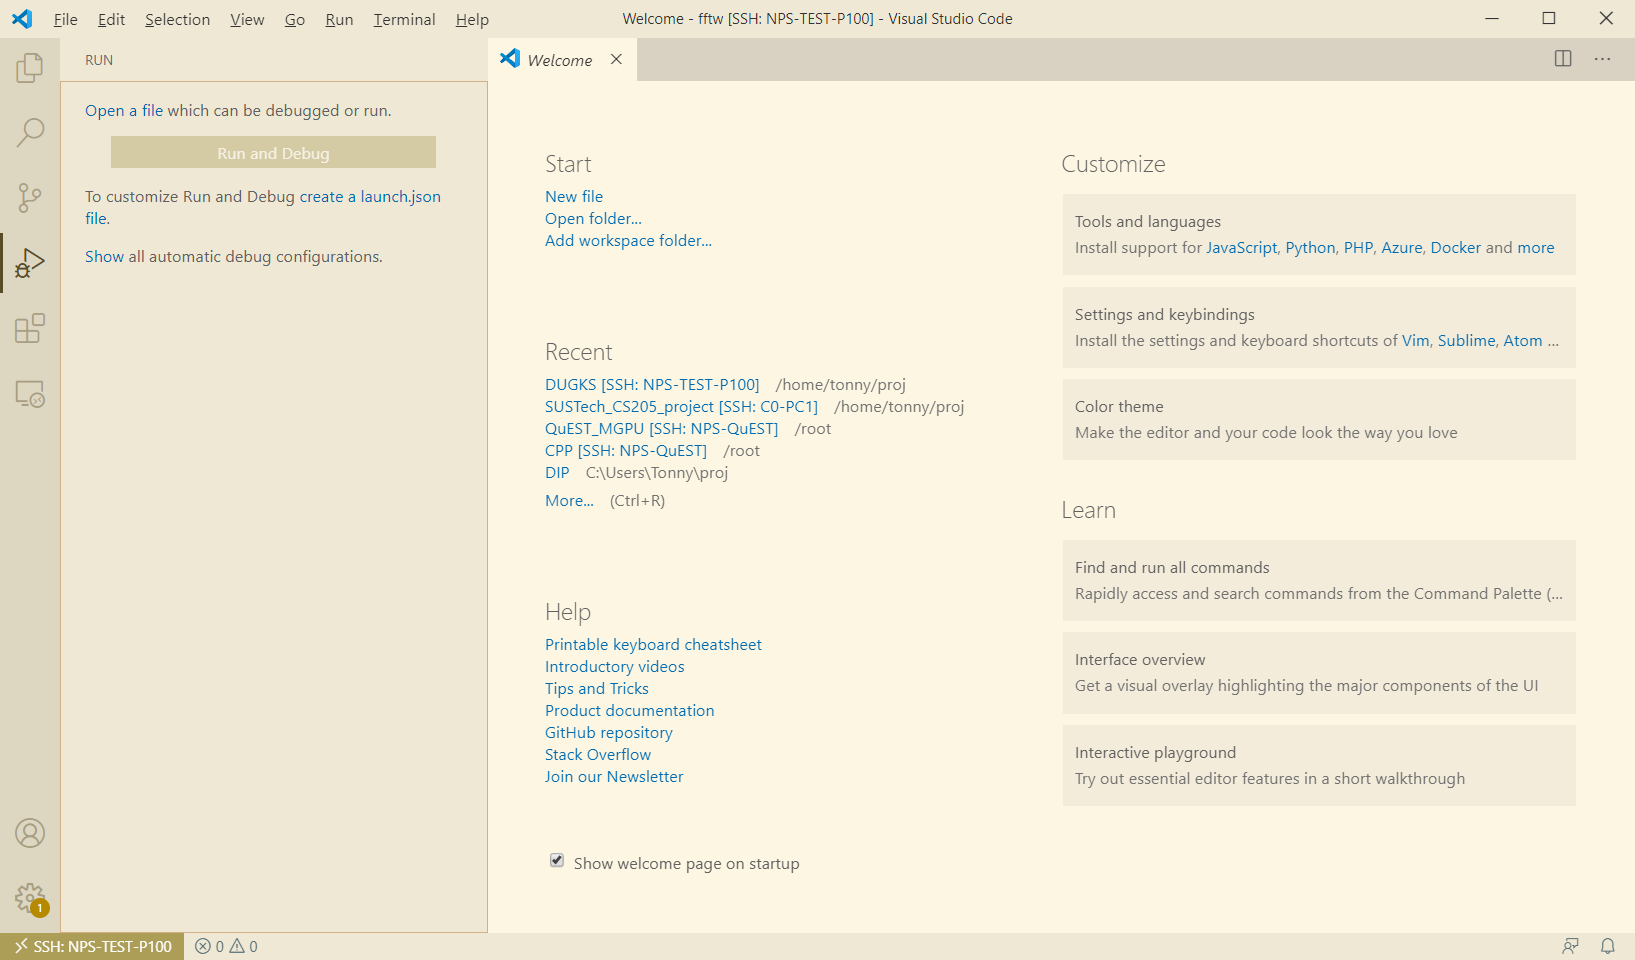 File Edit Selection View Go Run Terminal Help
Welcome - fftw [SSH: NPS-TEST-P100] - Visual Studio Code
RUN
Open a file which can be debugged or run.
Run and Debug
To customize Run and Debug create a launch.json
file.
Show all automatic debug configurations.
Welcome
Start
New file
Open folder...
Add workspace folder...
Recent
DUGKS [SSH: NPS-TEST-P100] /home/tonny/proj
SUSTech_CS205_project [SSH: C0-PC1] /home/tonny/proj
QuEST_MGPU [SSH: NPS-QuEST] /root
CPP [SSH: NPS-QuEST] /root
DIP C:\Users\Tonny\proj
More... (Ctrl+R)
Help
Printable keyboard cheatsheet
Introductory videos
Tips and Tricks
Product documentation
GitHub repository
Stack Overflow
Join our Newsletter
Show welcome page on startup
Customize
Tools and languages
Install support for JavaScript, Python, PHP, Azure, Docker and more
Settings and keybindings
Install the settings and keyboard shortcuts of Vim, Sublime, Atom ...
Color theme
Make the editor and your code look the way you love
Learn
Find and run all commands
Rapidly access and search commands from the Command Palette (...
Interface overview
Get a visual overlay highlighting the major components of the UI
Interactive playground
Try out essential editor features in a short walkthrough
1
SSH: NPS-TEST-P100 0 0